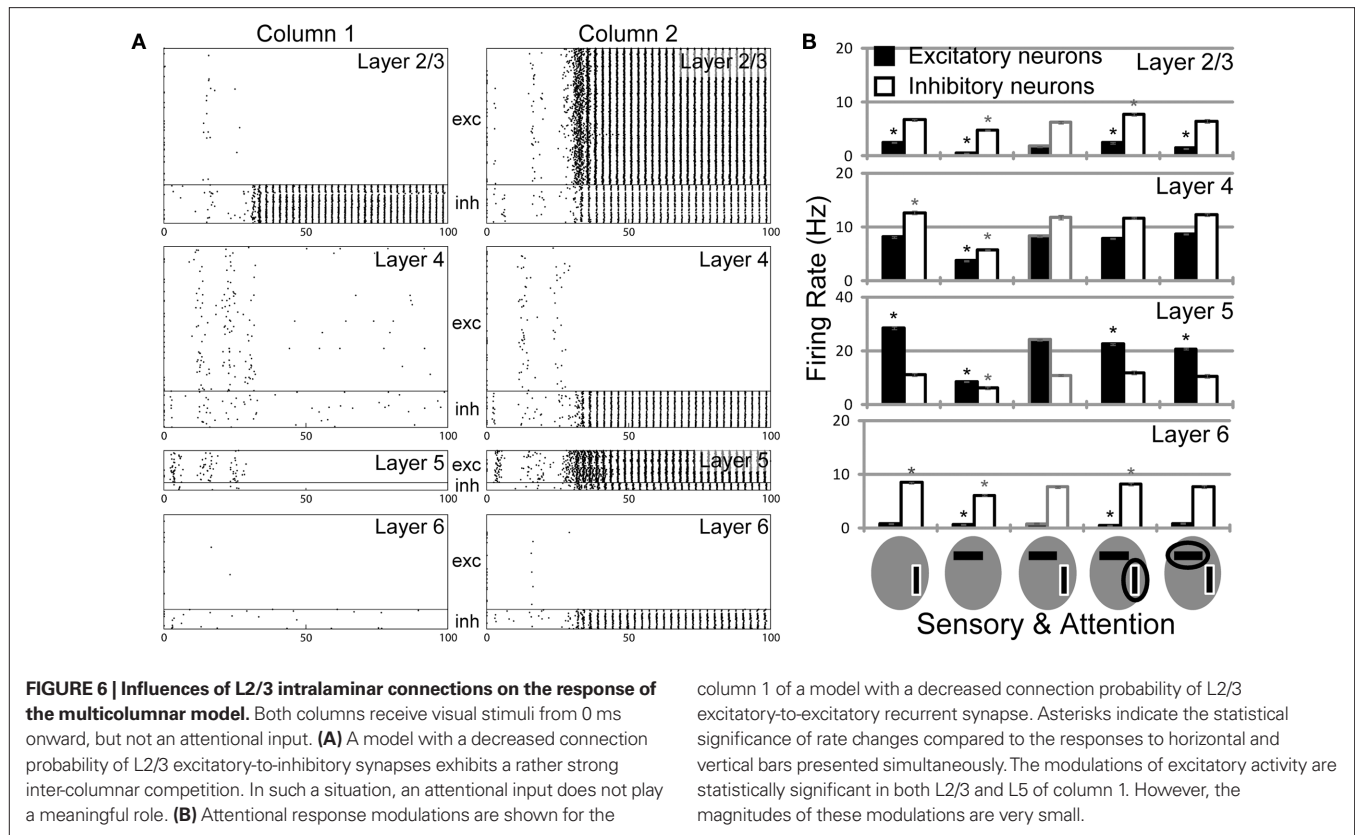 A
Column 1
Column 2
Layer 2/3
Layer 2/3
exc
inh
0 50 100
0 50 100
Layer 4
Layer 4
exc
inh
0 50 100
0 50 100
Layer 5
Layer 5
exc
inh
0 50 100
0 50 100
Layer 6
Layer 6
exc
inh
0 50 100
0 50 100
B
Excitatory neurons
Inhibitory neurons
Layer 2/3
20
10
0
* * * * * *
Layer 4
20
10
0
* * *
Layer 5
40
20
0
* * * * *
Layer 6
20
10
0
* * * * *
Firing Rate (Hz)
Sensory & Attention
FIGURE 6 | Influences of L2/3 intralaminar connections on the response of
the multicolumnar model. Both columns receive visual stimuli from 0 ms
onward, but not an attentional input. (A) A model with a decreased connection
probability of L2/3 excitatory-to-inhibitory synapses exhibits a rather strong
inter-columnar competition. In such a situation, an attentional input does not play
a meaningful role. (B) Attentional response modulations are shown for the
column 1 of a model with a decreased connection probability of L2/3
excitatory-to-excitatory recurrent synapse. Asterisks indicate the statistical
significance of rate changes compared to the responses to horizontal and
vertical bars presented simultaneously. The modulations of excitatory activity are
statistically significant in both L2/3 and L5 of column 1. However, the
magnitudes of these modulations are very small.